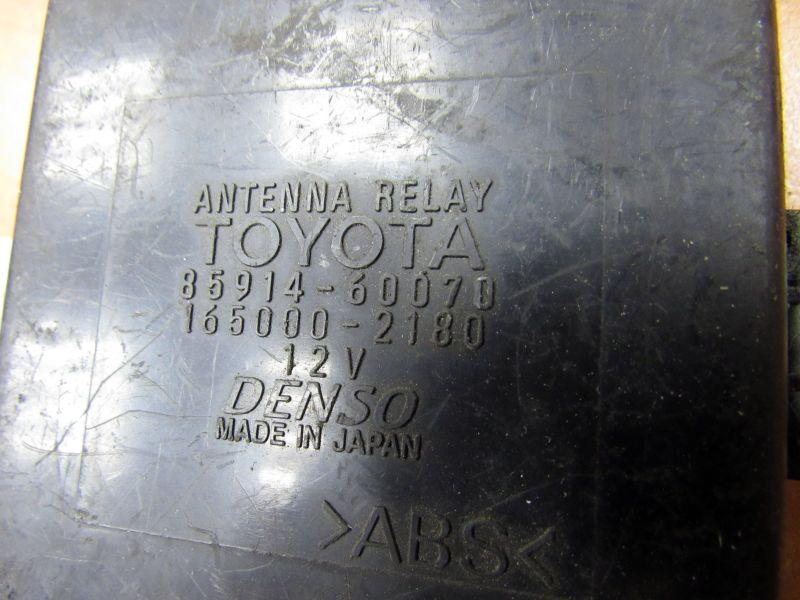 ANTENNA RELAY
TOYOTA
85914-60070
165000-2180
12V
DENSO
MADE IN JAPAN
>ABS<